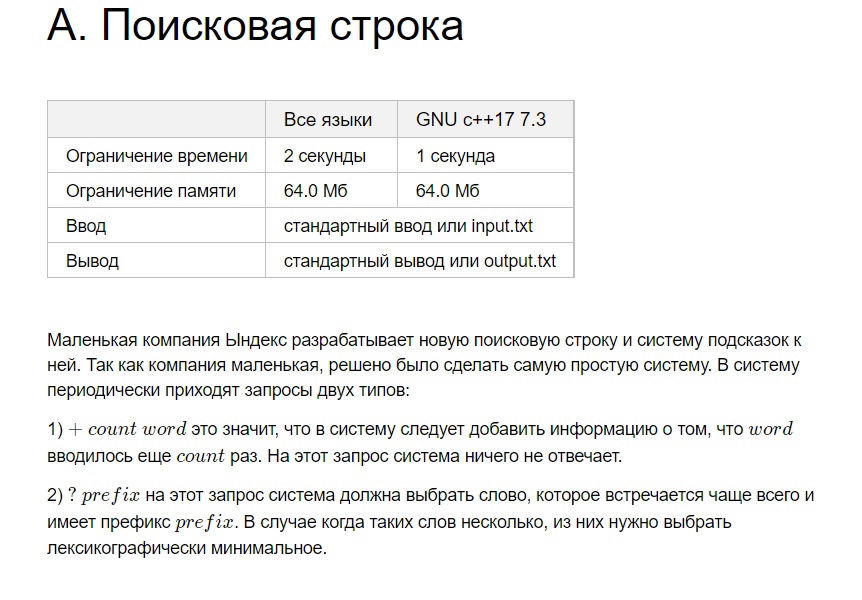 А. Поисковая строка
Все языки GNU c++17 7.3
Ограничение времени 2 секунды 1 секунда
Ограничение памяти 64.0 Мб 64.0 Мб
Ввод стандартный ввод или input.txt
Вывод стандартный вывод или output.txt
Маленькая компания Ындекс разрабатывает новую поисковую строку и систему подсказок к
ней. Так как компания маленькая, решено было сделать самую простую систему. В систему
периодически приходят запросы двух типов:
1) + count word это значит, что в систему следует добавить информацию о том, что word
вводилось еще count раз. На этот запрос система ничего не отвечает.
2) ? prefix на этот запрос система должна выбрать слово, которое встречается чаще всего и
имеет префикс prefix. В случае когда таких слов несколько, из них нужно выбрать
лексикографически минимальное.